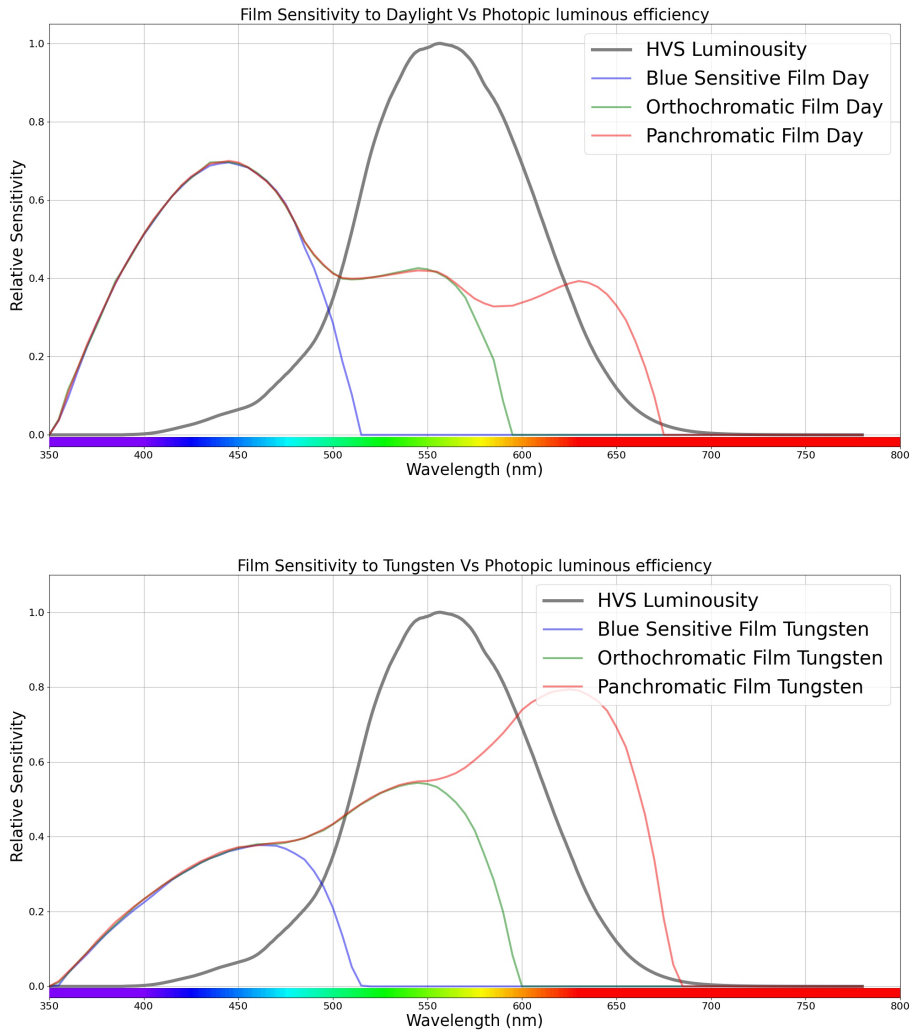 Film Sensitivity to Daylight Vs Photopic luminous efficiency
HVS Luminousity
Blue Sensitive Film Day
Orthochromatic Film Day
Panchromatic Film Day
Relative Sensitivity
1.0
0.8
0.6
0.4
0.2
0.0
350 400 450 500 550 600 650 700 750 800
Wavelength (nm)
Film Sensitivity to Tungsten Vs Photopic luminous efficiency
HVS Luminousity
Blue Sensitive Film Tungsten
Orthochromatic Film Tungsten
Panchromatic Film Tungsten
Relative Sensitivity
1.0
0.8
0.6
0.4
0.2
0.0
350 400 450 500 550 600 650 700 750 800
Wavelength (nm)